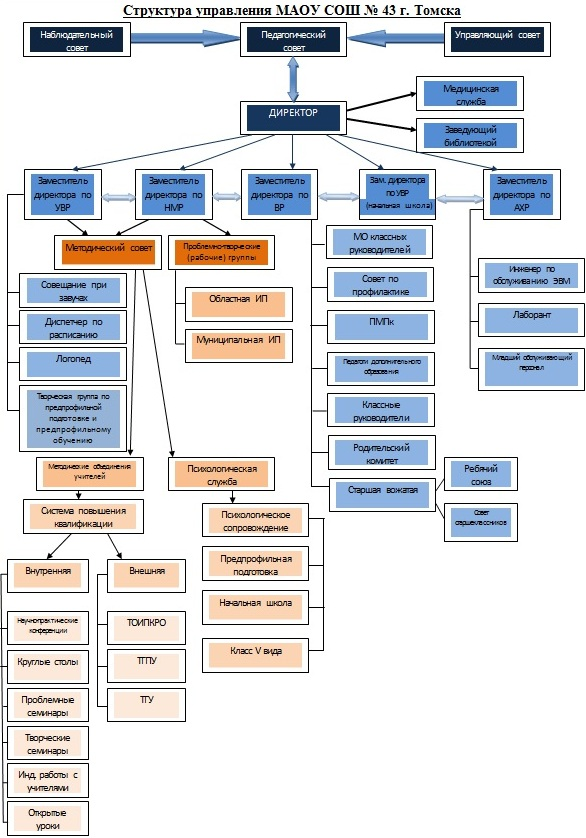 Структура управления МАОУ СОШ № 43 г. Томска
Наблюдательный
совет
Педагогический
совет
Управляющий совет
ДИРЕКТОР
Медицинская
служба
Заведующий
библиотекой
Заместитель
директора по
УВР
Заместитель
директора по
НМР
Заместитель
директора по
ВР
Зам. директора
по УВР
(начальная школа)
Заместитель
директора по
АХР
Методический совет
Проблемно-творческие
(рабочие) группы
МО классных
руководителей
Совещание при
завучах
Областная ИП
Совет по
профилактике
Инженер по
обслуживанию ЭВМ
Диспетчер по
расписанию
Муниципальная ИП
ПМПк
Лаборант
Логопед
Педагоги дополнительного
образования
Младший обслуживающий
персонал
Творческая группа по
предпрофильной
подготовке и
предпрофильному
обучению
Классные
руководители
Родительский
комитет
Методические объединения
учителей
Психологическая
служба
Старшая вожатая
Ребячий
союз
Совет
старшеклассников
Система повышения
квалификации
Психологическое
сопровождение
Внутренняя
Внешняя
Предпрофильная
подготовка
Научнопрактические
конференции
ТОИПКРО
Начальная школа
Круглые столы
ТГПУ
Класс V вида
Проблемные
семинары
ТГУ
Творческие
семинары
Инд. работы с
учителями
Открытые
уроки